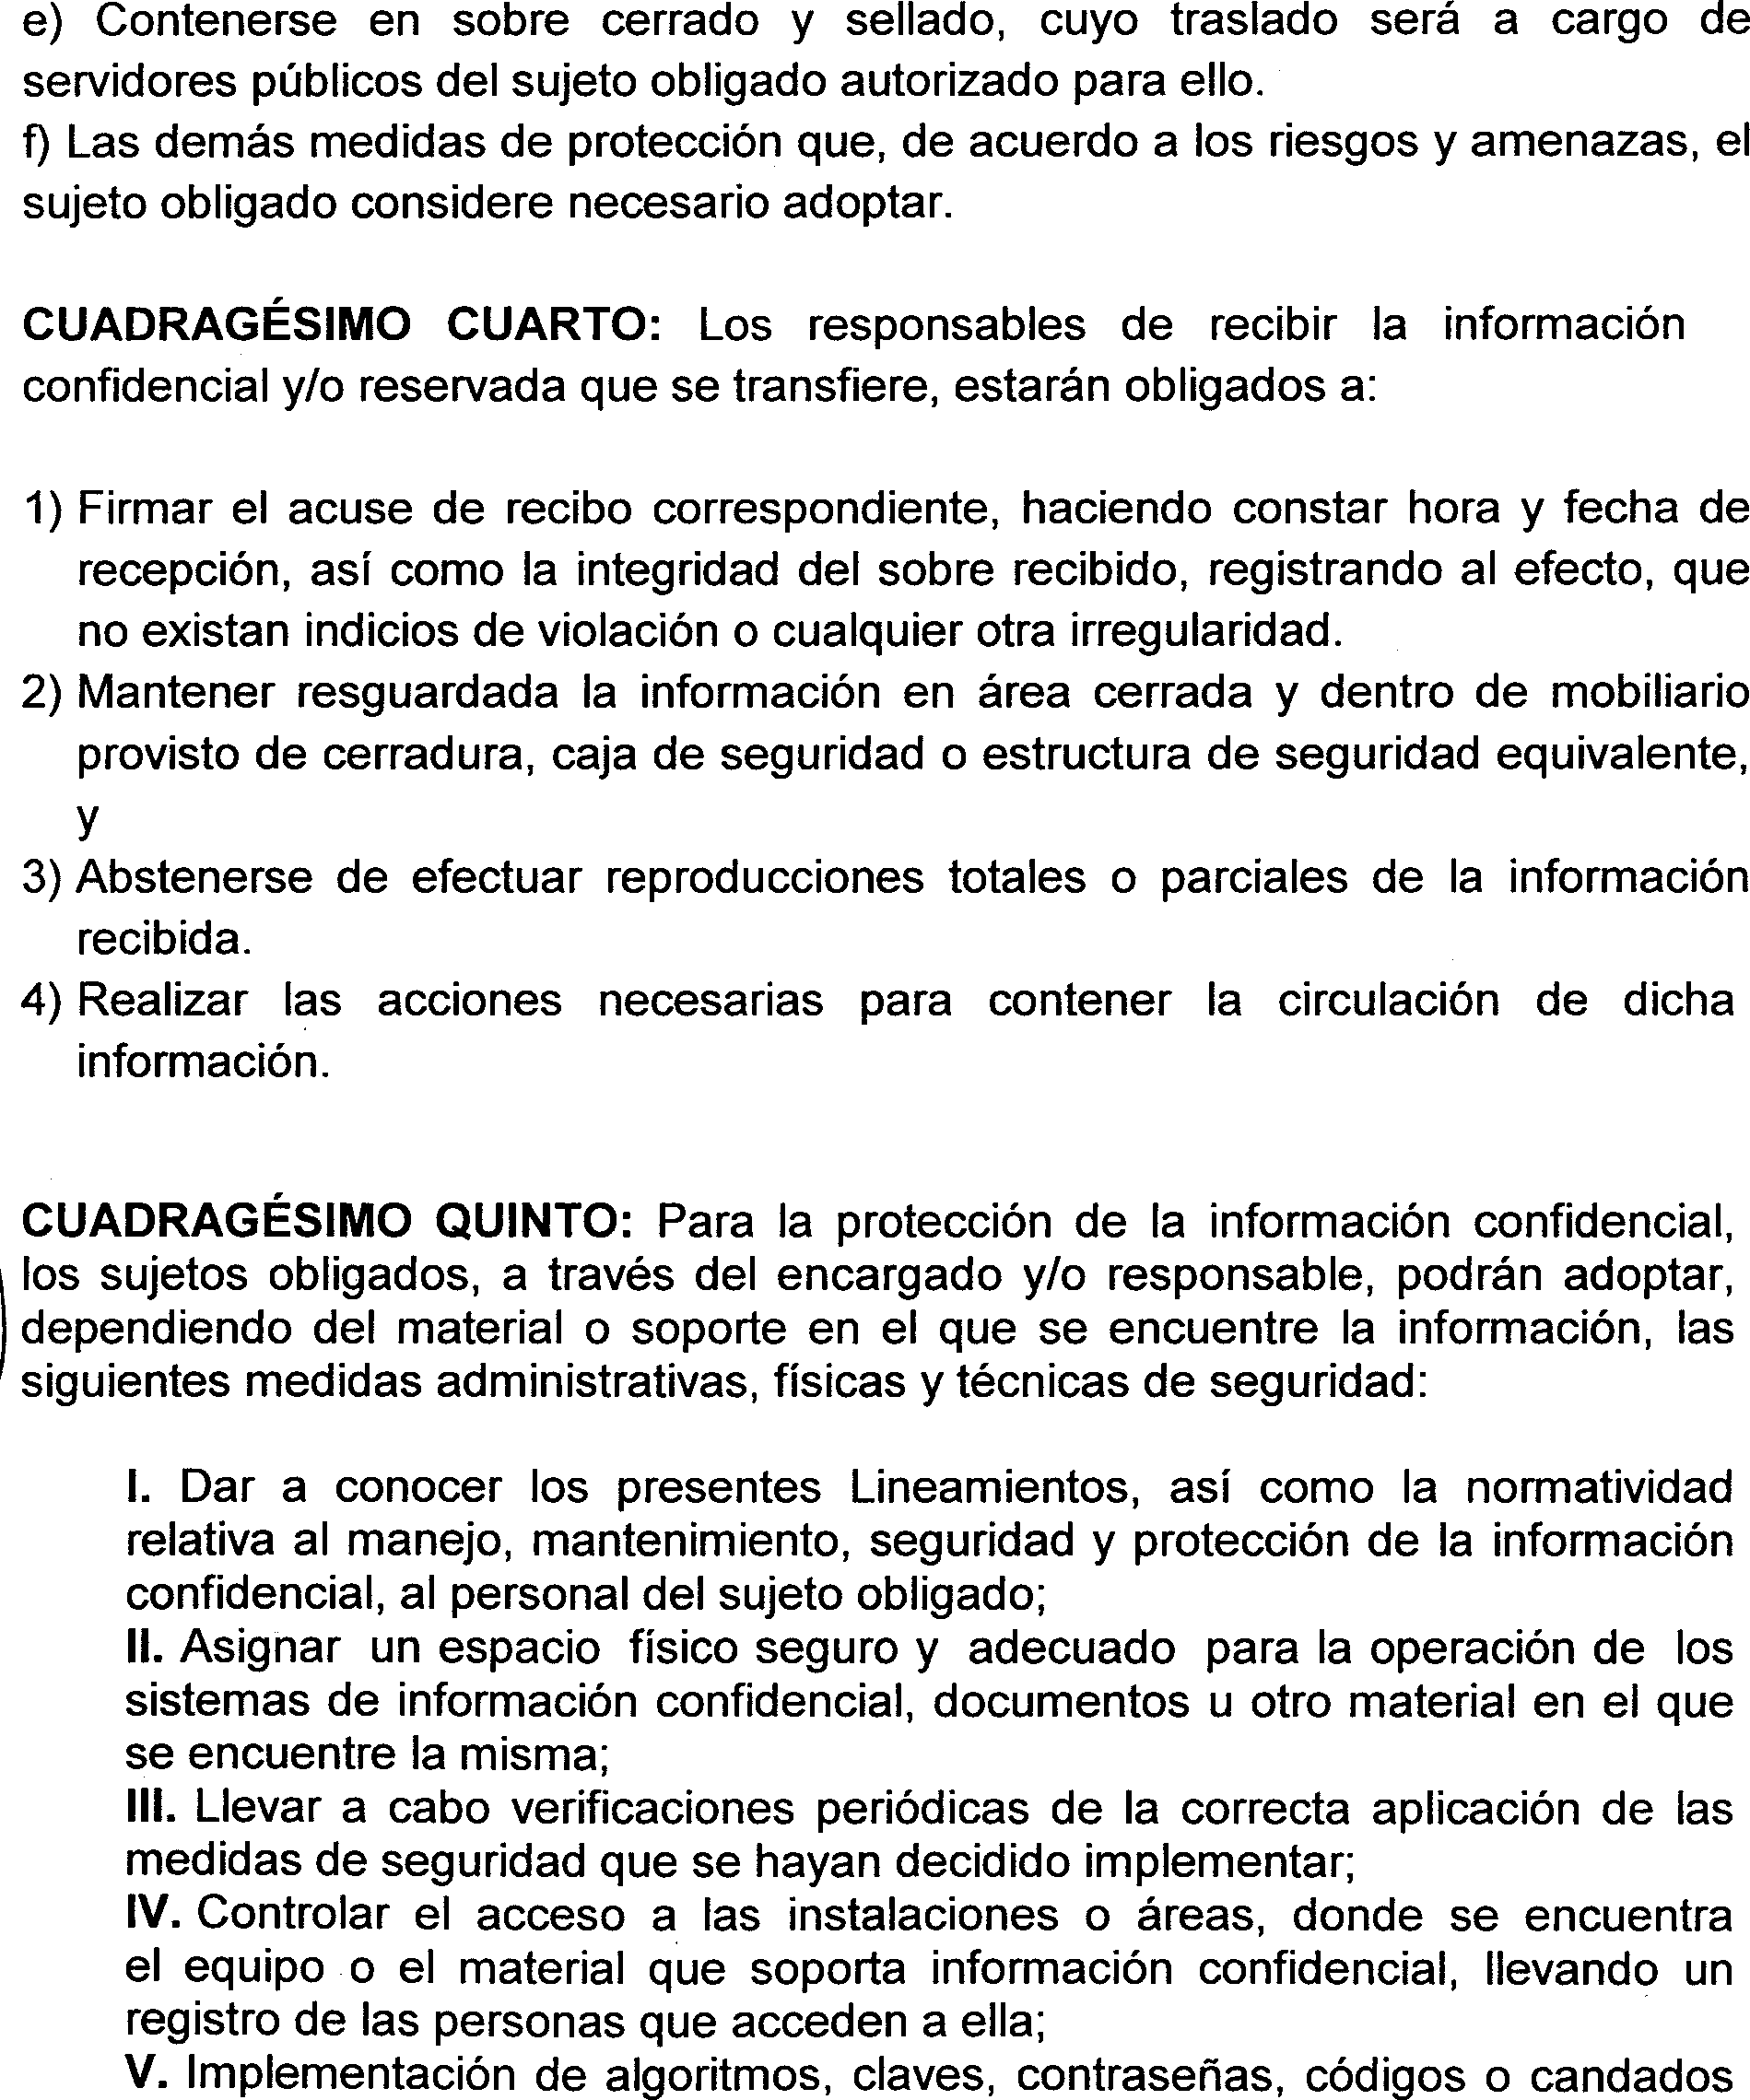 e) Contenerse en sobre cerrado y sellado, cuyo traslado será a cargo de
servidores públicos del sujeto obligado autorizado para ello.
f) Las demás medidas de protección que, de acuerdo a los riesgos y amenazas, el
sujeto obligado considere necesario adoptar.
CUADRAGÉSIMO CUARTO: Los responsables de recibir la información
confidencial y/o reservada que se transfiere, estarán obligados a:
1) Firmar el acuse de recibo correspondiente, haciendo constar hora y fecha de
recepción, así como la integridad del sobre recibido, registrando al efecto, que
no existan indicios de violación o cualquier otra irregularidad.
2) Mantener resguardada la información en área cerrada y dentro de mobiliario
provisto de cerradura, caja de seguridad o estructura de seguridad equivalente,
y
3) Abstenerse de efectuar reproducciones totales o parciales de la información
recibida.
4) Realizar las acciones necesarias para contener la circulación de dicha
información.
CUADRAGÉSIMO QUINTO: Para la protección de la información confidencial,
los sujetos obligados, a través del encargado y/o responsable, podrán adoptar,
dependiendo del material o soporte en el que se encuentre la información, las
siguientes medidas administrativas, físicas y técnicas de seguridad:
I. Dar a conocer los presentes Lineamientos, así como la normatividad
relativa al manejo, mantenimiento, seguridad y protección de la información
confidencial, al personal del sujeto obligado;
II. Asignar un espacio físico seguro y adecuado para la operación de los
sistemas de información confidencial, documentos u otro material en el que
se encuentre la misma;
III. Llevar a cabo verificaciones periódicas de la correcta aplicación de las
medidas de seguridad que se hayan decidido implementar;
IV. Controlar el acceso a las instalaciones o áreas, donde se encuentra
el equipo o el material que soporta información confidencial, llevando un
registro de las personas que acceden a ella;
V. Implementación de algoritmos, claves, contraseñas, códigos o candados